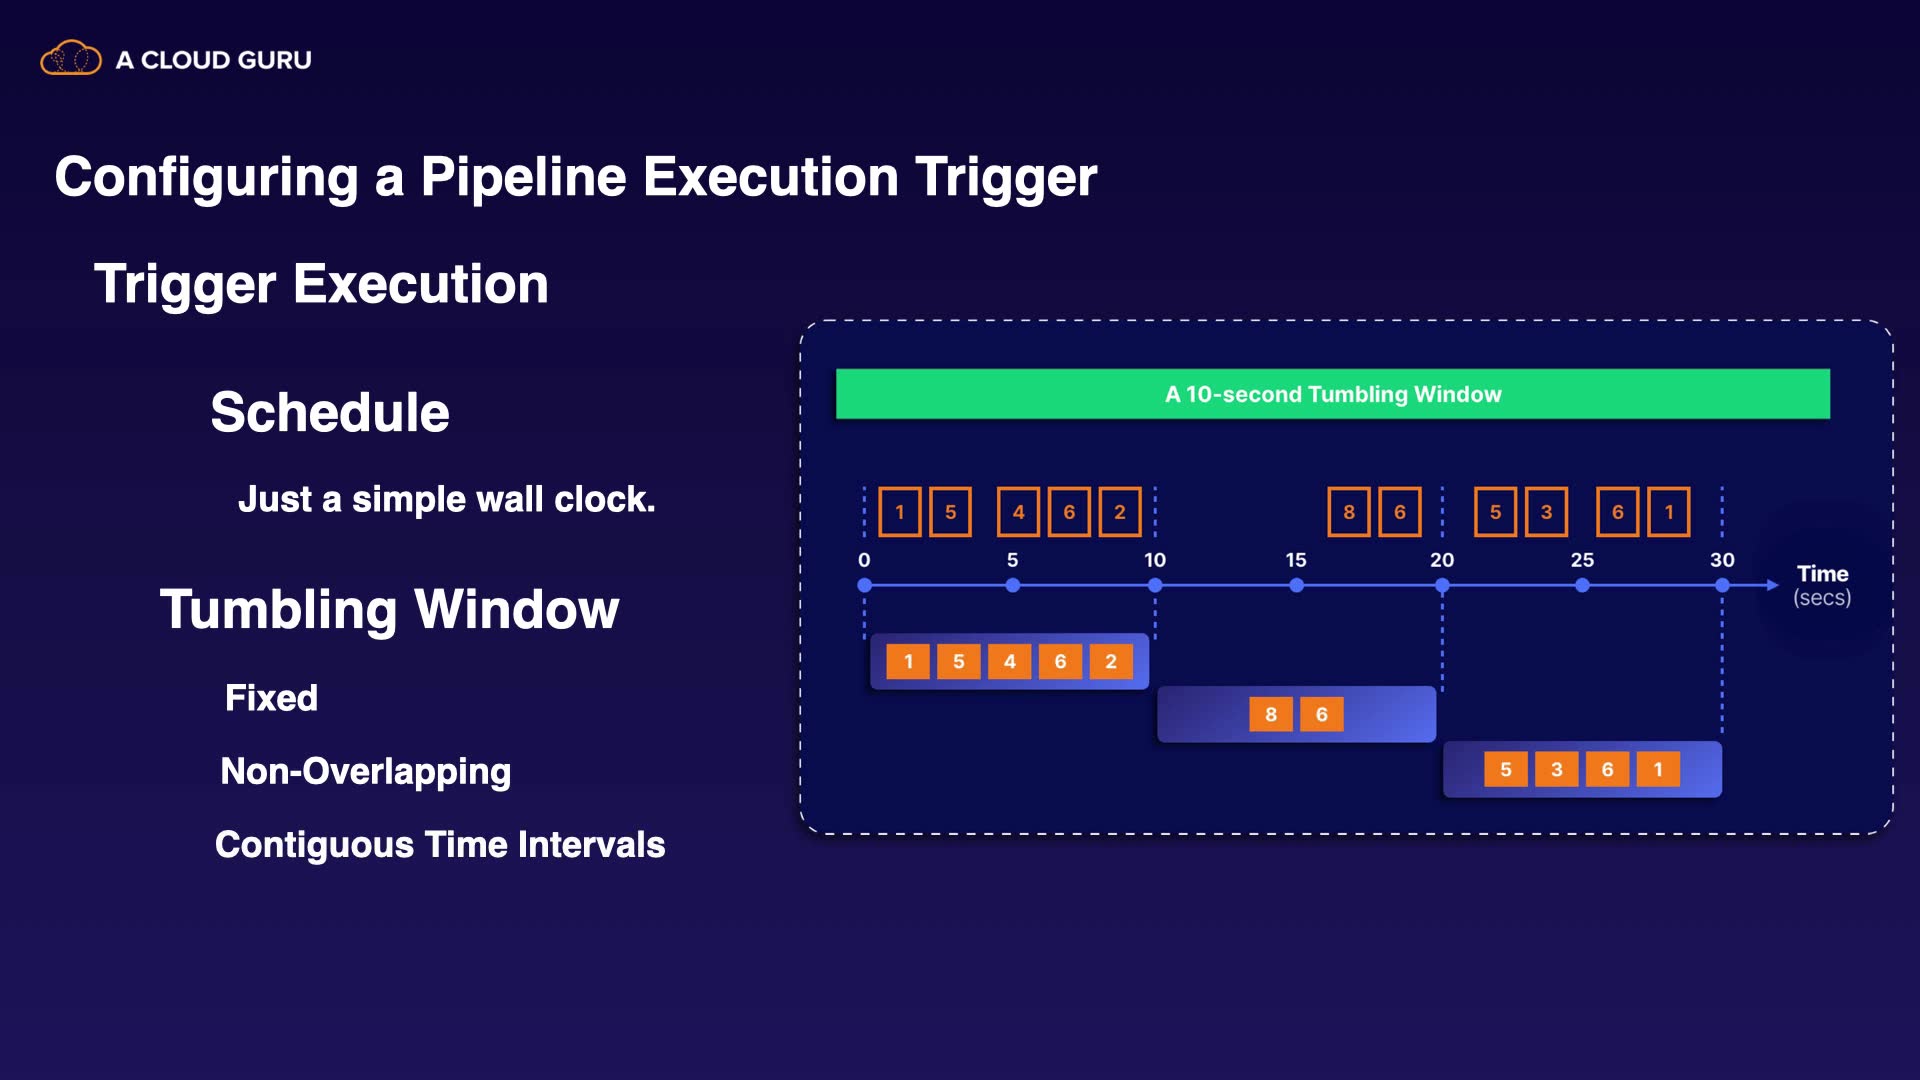 A CLOUD GURU
Configuring a Pipeline Execution Trigger
Trigger Execution
Schedule
Just a simple wall clock.
Tumbling Window
Fixed
Non-Overlapping
Contiguous Time Intervals
A 10-second Tumbling Window
1 5 4 6 2 8 6 5 3 6 1
0 5 10 15 20 25 30
Time
(secs)
1 5 4 6 2
8 6
5 3 6 1